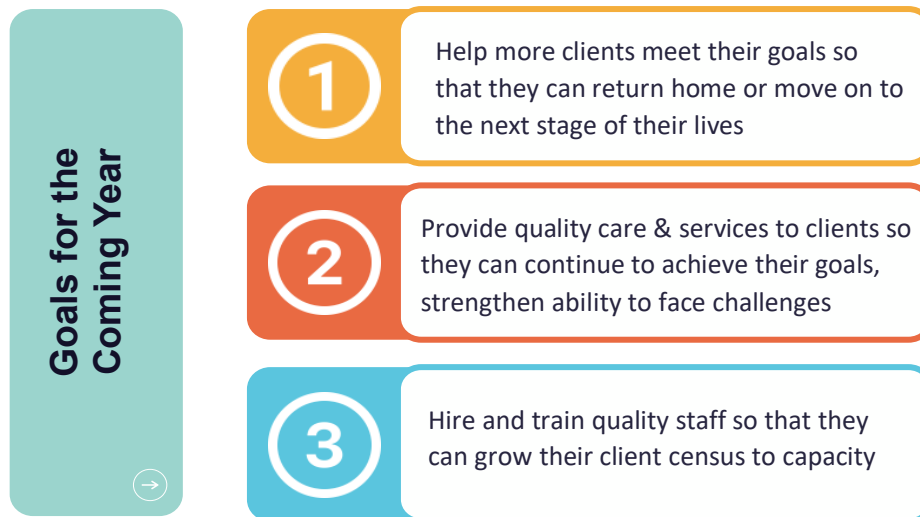 Goals for the
Coming Year
1
Help more clients meet their goals so
that they can return home or move on to
the next stage of their lives
2
Provide quality care & services to clients so
they can continue to achieve their goals,
strengthen ability to face challenges
3
Hire and train quality staff so that they
can grow their client census to capacity